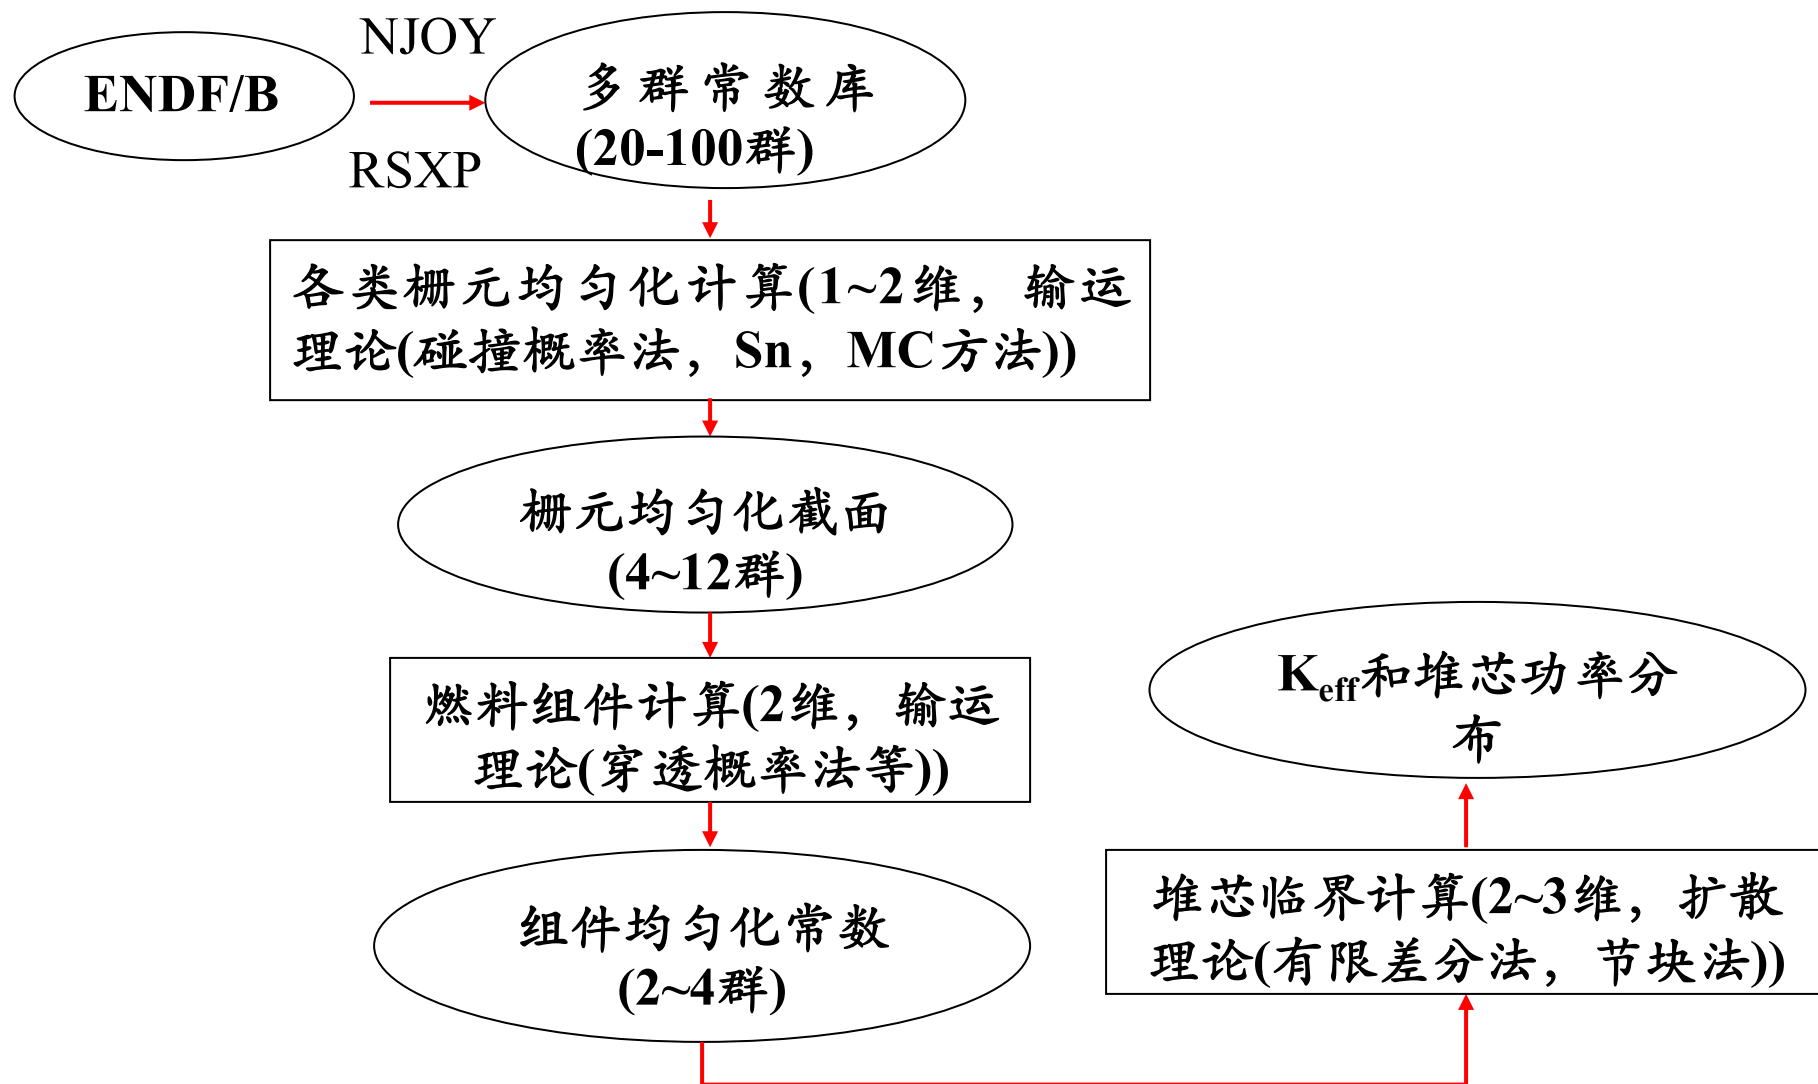 NJOY
ENDF/B
多群常数库
(20-100群)
RSXP
各类栅元均匀化计算(1~2维，输运
理论(碰撞概率法，Sn，MC方法))
栅元均匀化截面
(4~12群)
燃料组件计算(2维，输运
理论(穿透概率法等))
组件均匀化常数
(2~4群)
K_eff和堆芯功率分
布
堆芯临界计算(2~3维，扩散
理论(有限差分法，节块法))